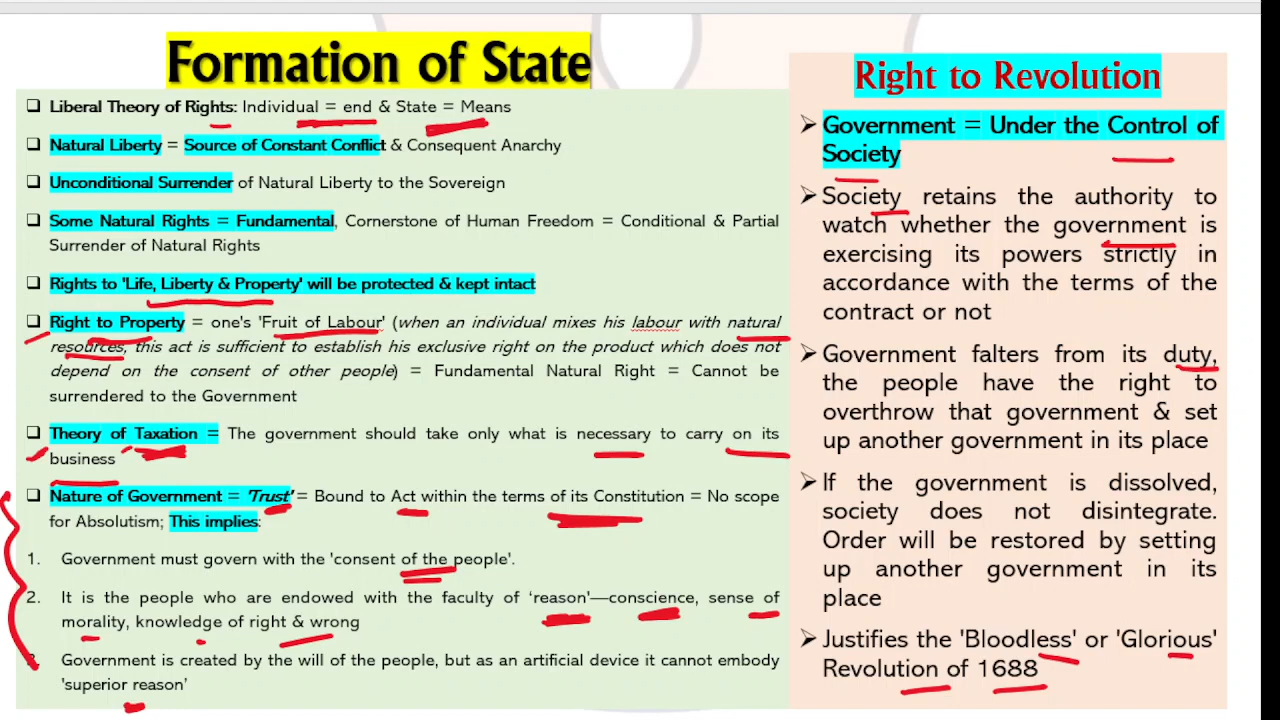 Formation of State
❑ Liberal Theory of Rights: Individual = end & State = Means
❑ Natural Liberty = Source of Constant Conflict & Consequent Anarchy
❑ Unconditional Surrender of Natural Liberty to the Sovereign
❑ Some Natural Rights = Fundamental, Cornerstone of Human Freedom = Conditional & Partial
Surrender of Natural Rights
❑ Rights to 'Life, Liberty & Property' will be protected & kept intact
❑ Right to Property = one's 'Fruit of Labour' (when an individual mixes his labour with natural
resources, this act is sufficient to establish his exclusive right on the product which does not
depend on the consent of other people) = Fundamental Natural Right = Cannot be
surrendered to the Government
❑ Theory of Taxation = The government should take only what is necessary to carry on its
business
❑ Nature of Government = 'Trust' = Bound to Act within the terms of its Constitution = No scope
for Absolutism; This implies:
1. Government must govern with the 'consent of the people'.
2. It is the people who are endowed with the faculty of ‘reason'—conscience, sense of
morality, knowledge of right & wrong
3. Government is created by the will of the people, but as an artificial device it cannot embody
'superior reason’
Right to Revolution
➢ Government = Under the Control of
Society
➢ Society retains the authority to
watch whether the government is
exercising its powers strictly in
accordance with the terms of the
contract or not
➢ Government falters from its duty,
the people have the right to
overthrow that government & set
up another government in its place
➢ If the government is dissolved,
society does not disintegrate.
Order will be restored by setting
up another government in its
place
➢ Justifies the 'Bloodless' or 'Glorious'
Revolution of 1688